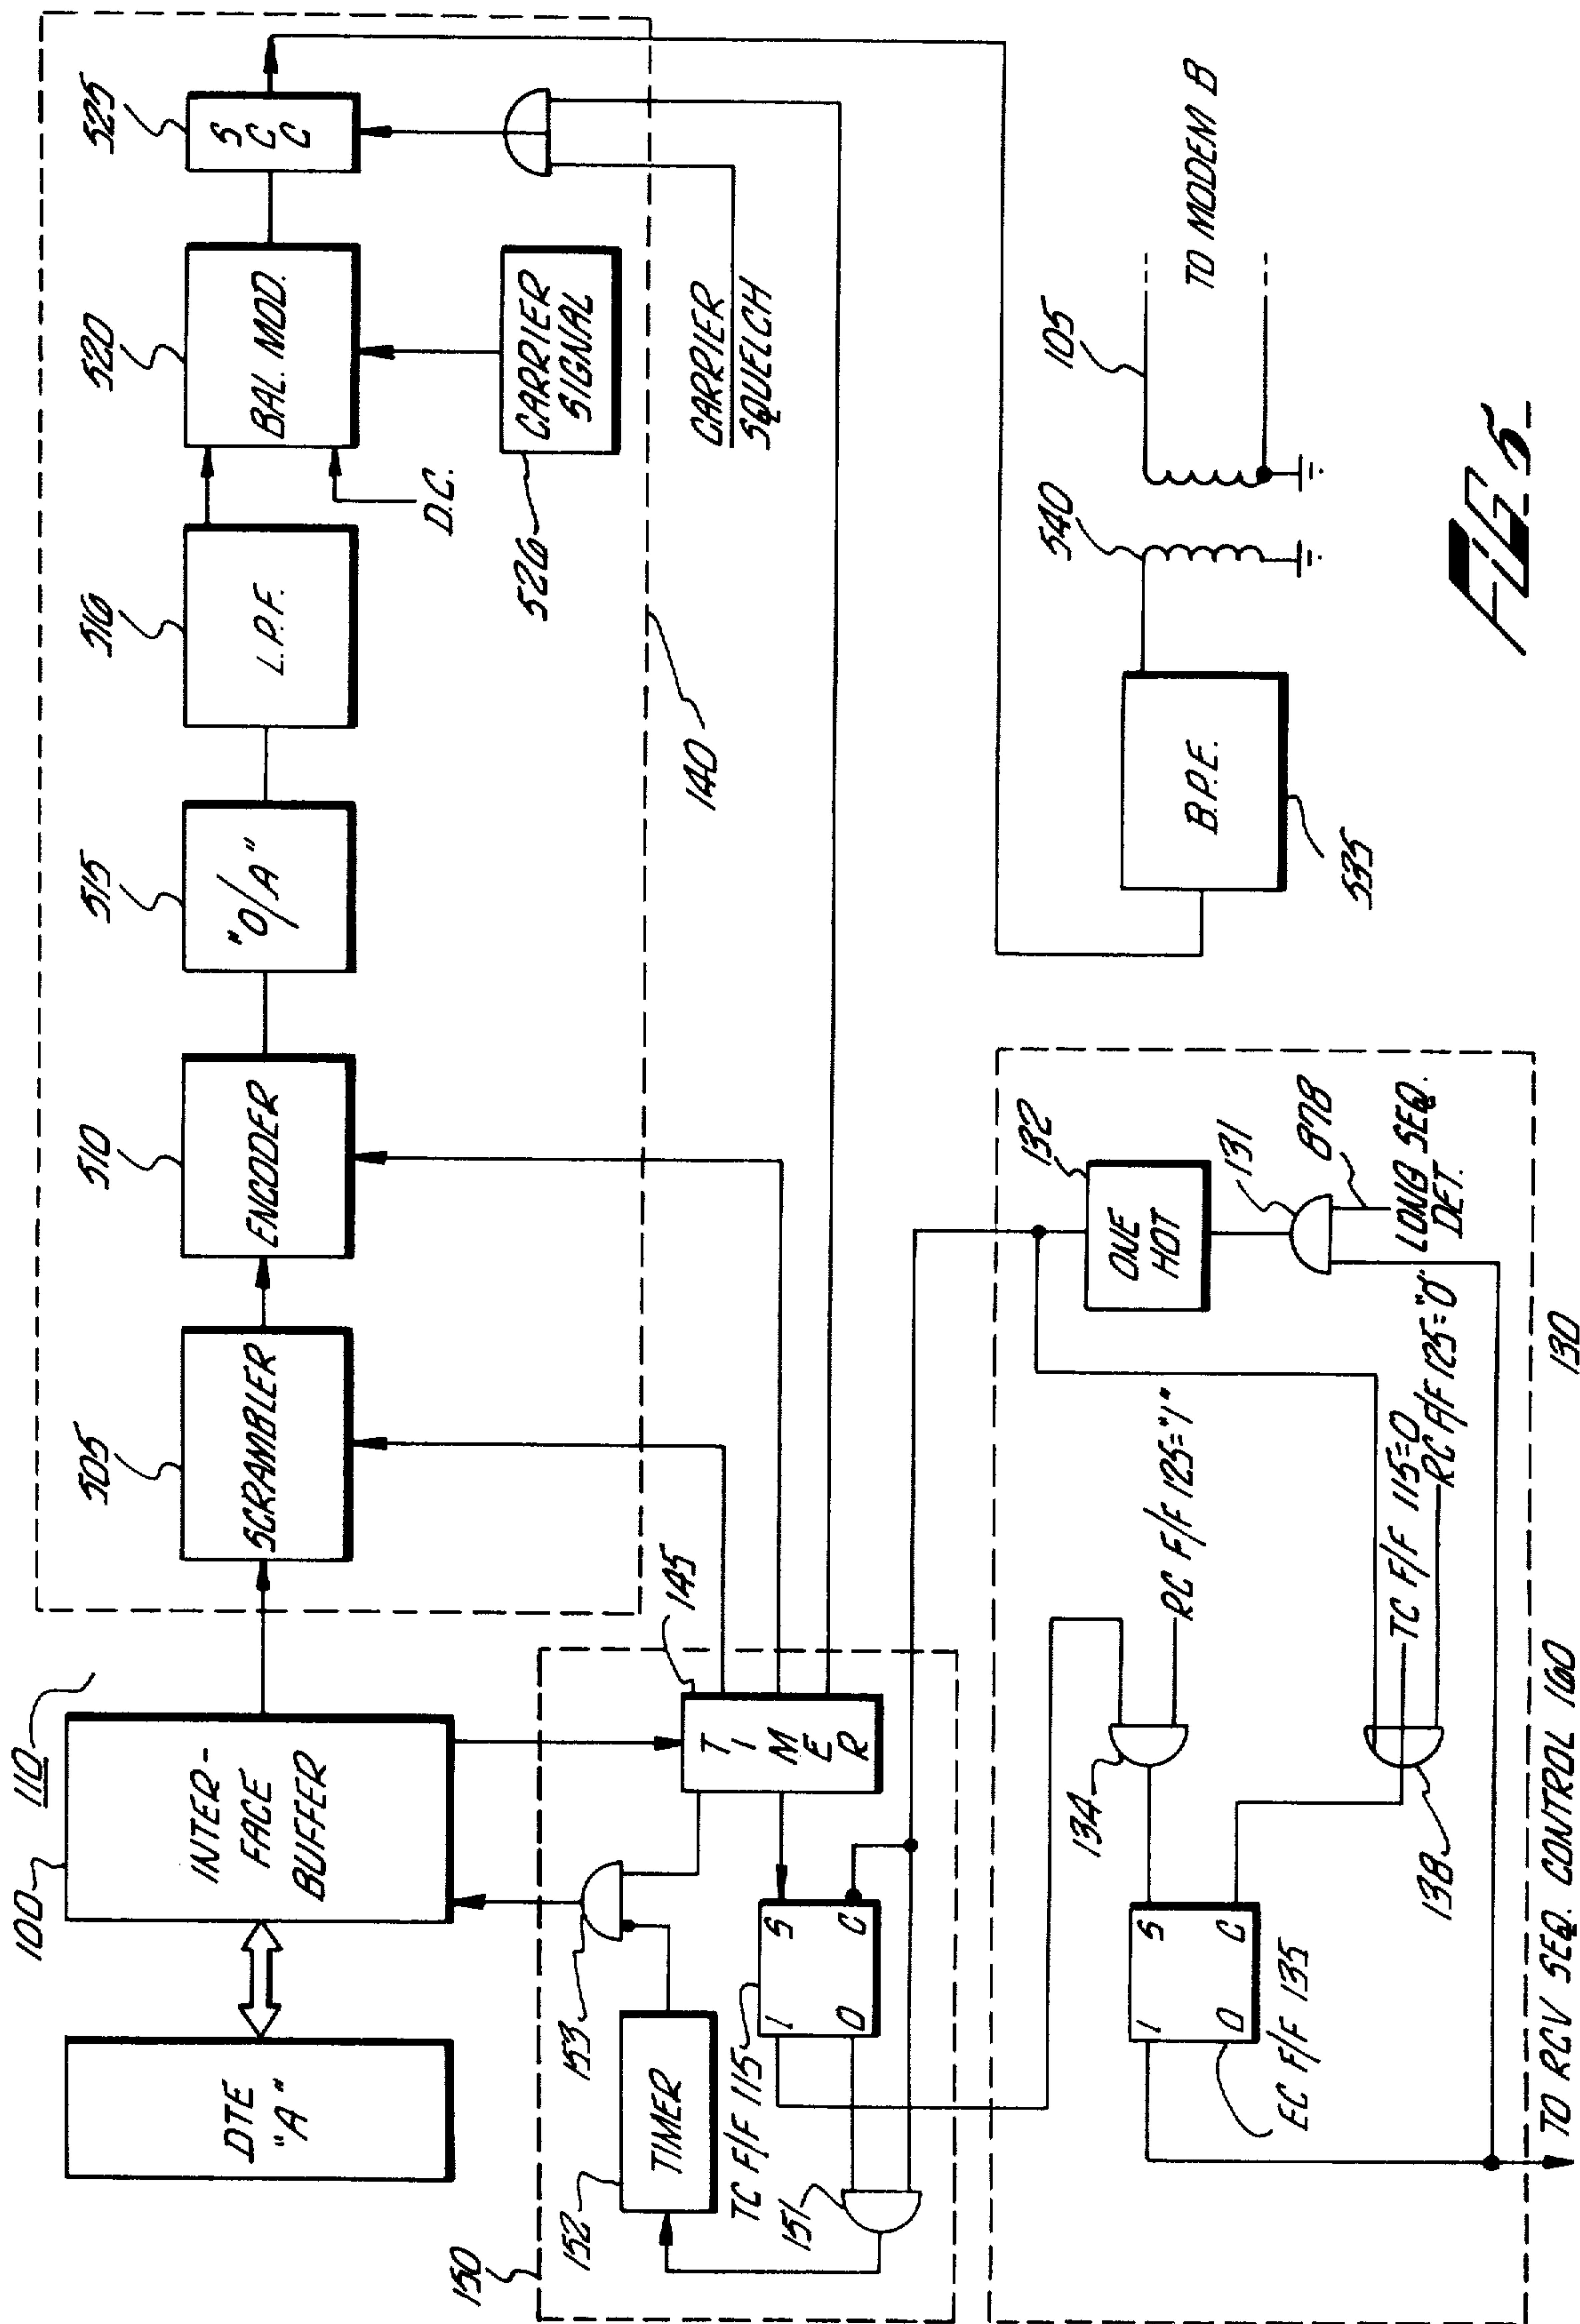 100
110
DTE
"A"
INTER-
FACE
BUFFER
505
SCRAMBLER
510
ENCODER
515
"D/A"
516
L.P.F.
520
BAL. MOD.
525
S
C
C
D.C.
526
CARRIER
SIGNAL
CARRIER
SQUELCH
140
150
152
TIMER
153
145
T
I
M
E
R
TC F/F 115
1
S
0
C
151
535
B.P.F.
540
105
TO MODEM B
134
RC F/F 125="1"
1
S
0
C
EC F/F 135
138
TC F/F 115=0
RC F/F 125="0"
132
ONE
HOT
131
878
LONG SEQ.
DET.
130
TO RCV SEQ. CONTROL 160
FIG. 5.